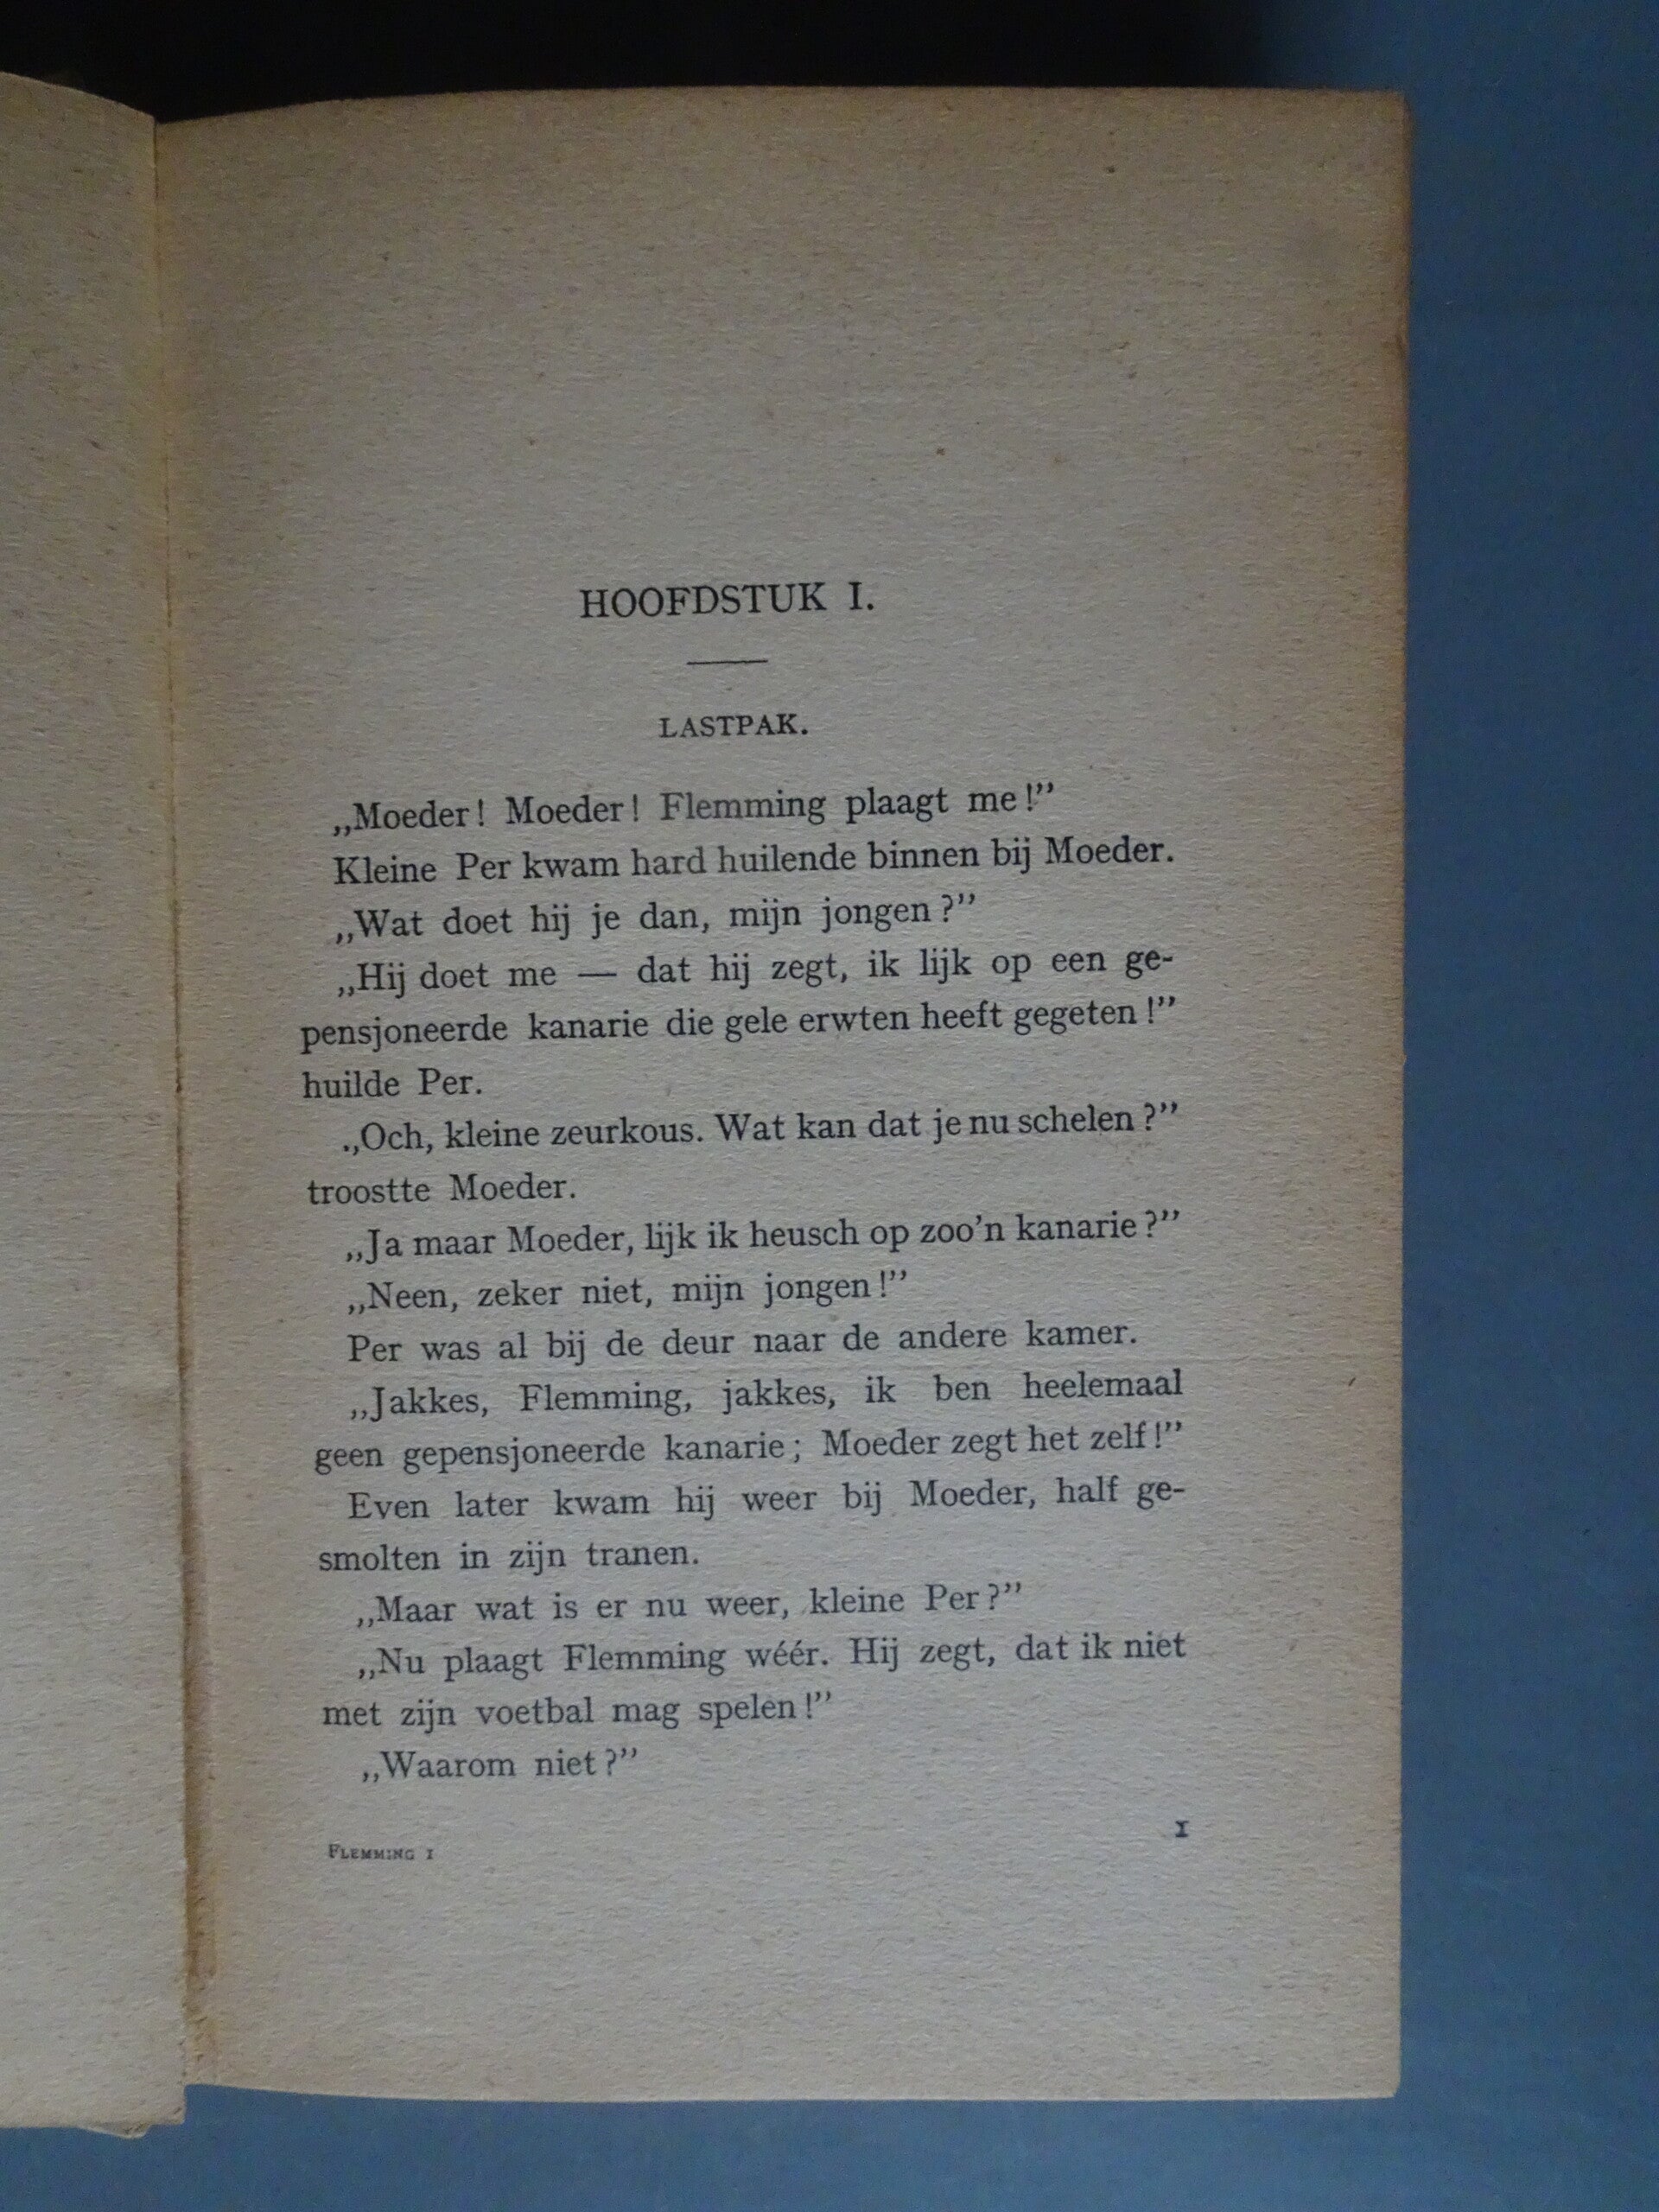 HOOFDSTUK I.
LASTPAK.
„Moeder! Moeder! Flemming plaagt me!”
Kleine Per kwam hard huilende binnen bij Moeder.
„Wat doet hij je dan, mijn jongen?”
„Hij doet me — dat hij zegt, ik lijk op een ge-
pensjoneerde kanarie die gele erwten heeft gegeten!”
huilde Per.
„Och, kleine zeurkous. Wat kan dat je nu schelen?”
troostte Moeder.
„Ja maar Moeder, lijk ik heusch op zoo’n kanarie?”
„Neen, zeker niet, mijn jongen!”
Per was al bij de deur naar de andere kamer.
„Jakkes, Flemming, jakkes, ik ben heelemaal
geen gepensjoneerde kanarie; Moeder zegt het zelf!”
Even later kwam hij weer bij Moeder, half ge-
smolten in zijn tranen.
„Maar wat is er nu weer, kleine Per?”
„Nu plaagt Flemming wéér. Hij zegt, dat ik niet
met zijn voetbal mag spelen!”
„Waarom niet?”
FLEMMING I
I